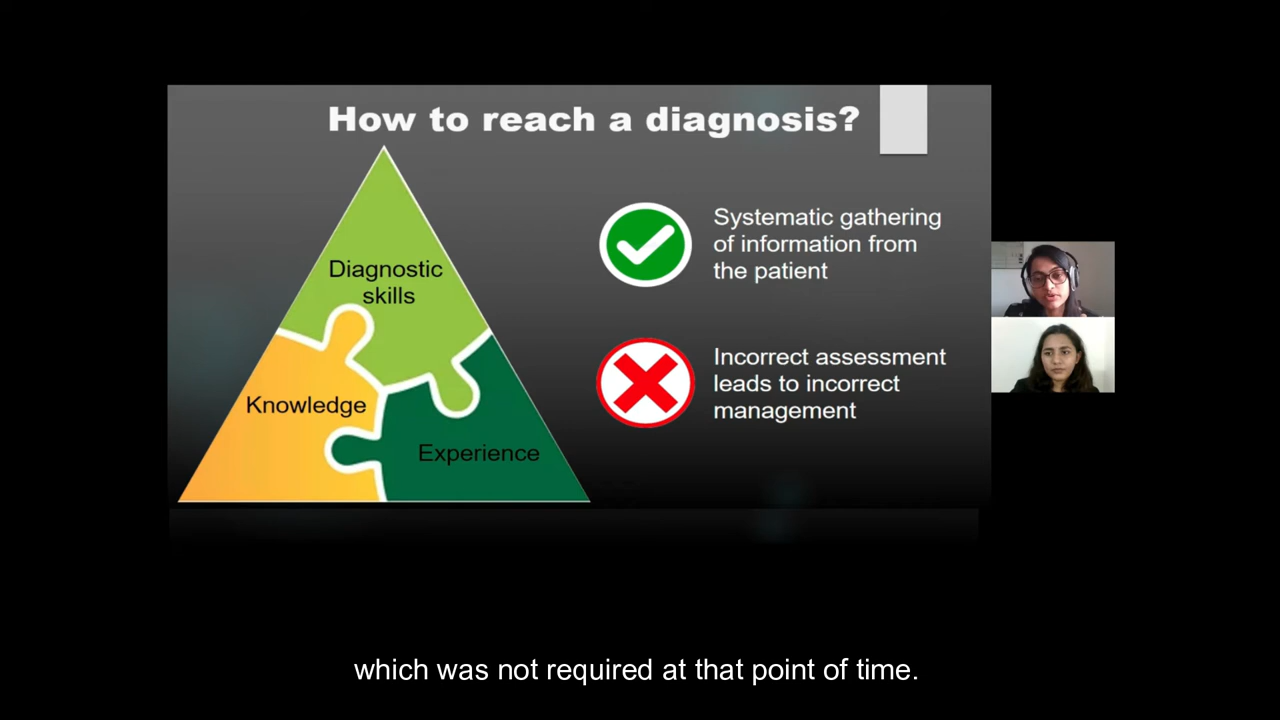 How to reach a diagnosis?
Diagnostic
skills
Knowledge
Experience
Systematic gathering
of information from
the patient
Incorrect assessment
leads to incorrect
management
which was not required at that point of time.